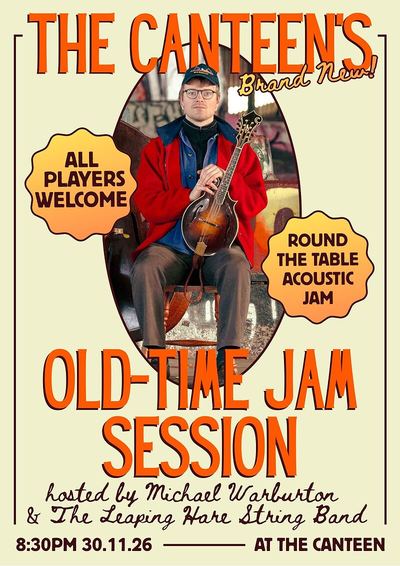 THE CANTEEN'S
Brand New!
ALL
PLAYERS
WELCOME
ROUND
THE TABLE
ACOUSTIC
JAM
OLD-TIME JAM
SESSION
hosted by Michael Warburton
& The Leaping Hare String Band
8:30PM 30.11.26 AT THE CANTEEN